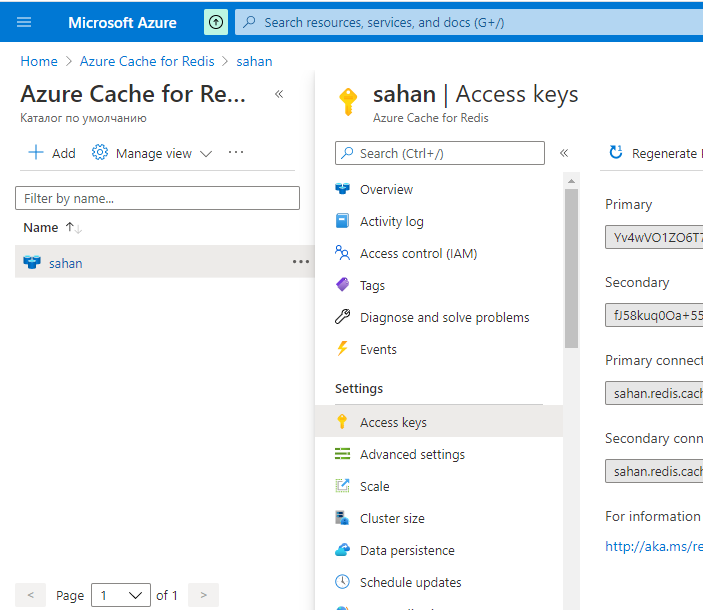 Microsoft Azure
Search resources, services, and docs (G+/)
Home > Azure Cache for Redis > sahan
Azure Cache for Re... «
Каталог по умолчанию
+ Add Manage view ...
Filter by name...
Name ↑↓
sahan ...
< Page 1 of 1 >
sahan | Access keys
Azure Cache for Redis
Search (Ctrl+/) «
Overview
Activity log
Access control (IAM)
Tags
Diagnose and solve problems
Events
Settings
Access keys
Advanced settings
Scale
Cluster size
Data persistence
Schedule updates
Regenerate
Primary
Yv4wVO1ZO6T7
Secondary
fJ58kuq0Oa+55
Primary connect
sahan.redis.cach
Secondary conn
sahan.redis.cach
For information
http://aka.ms/re